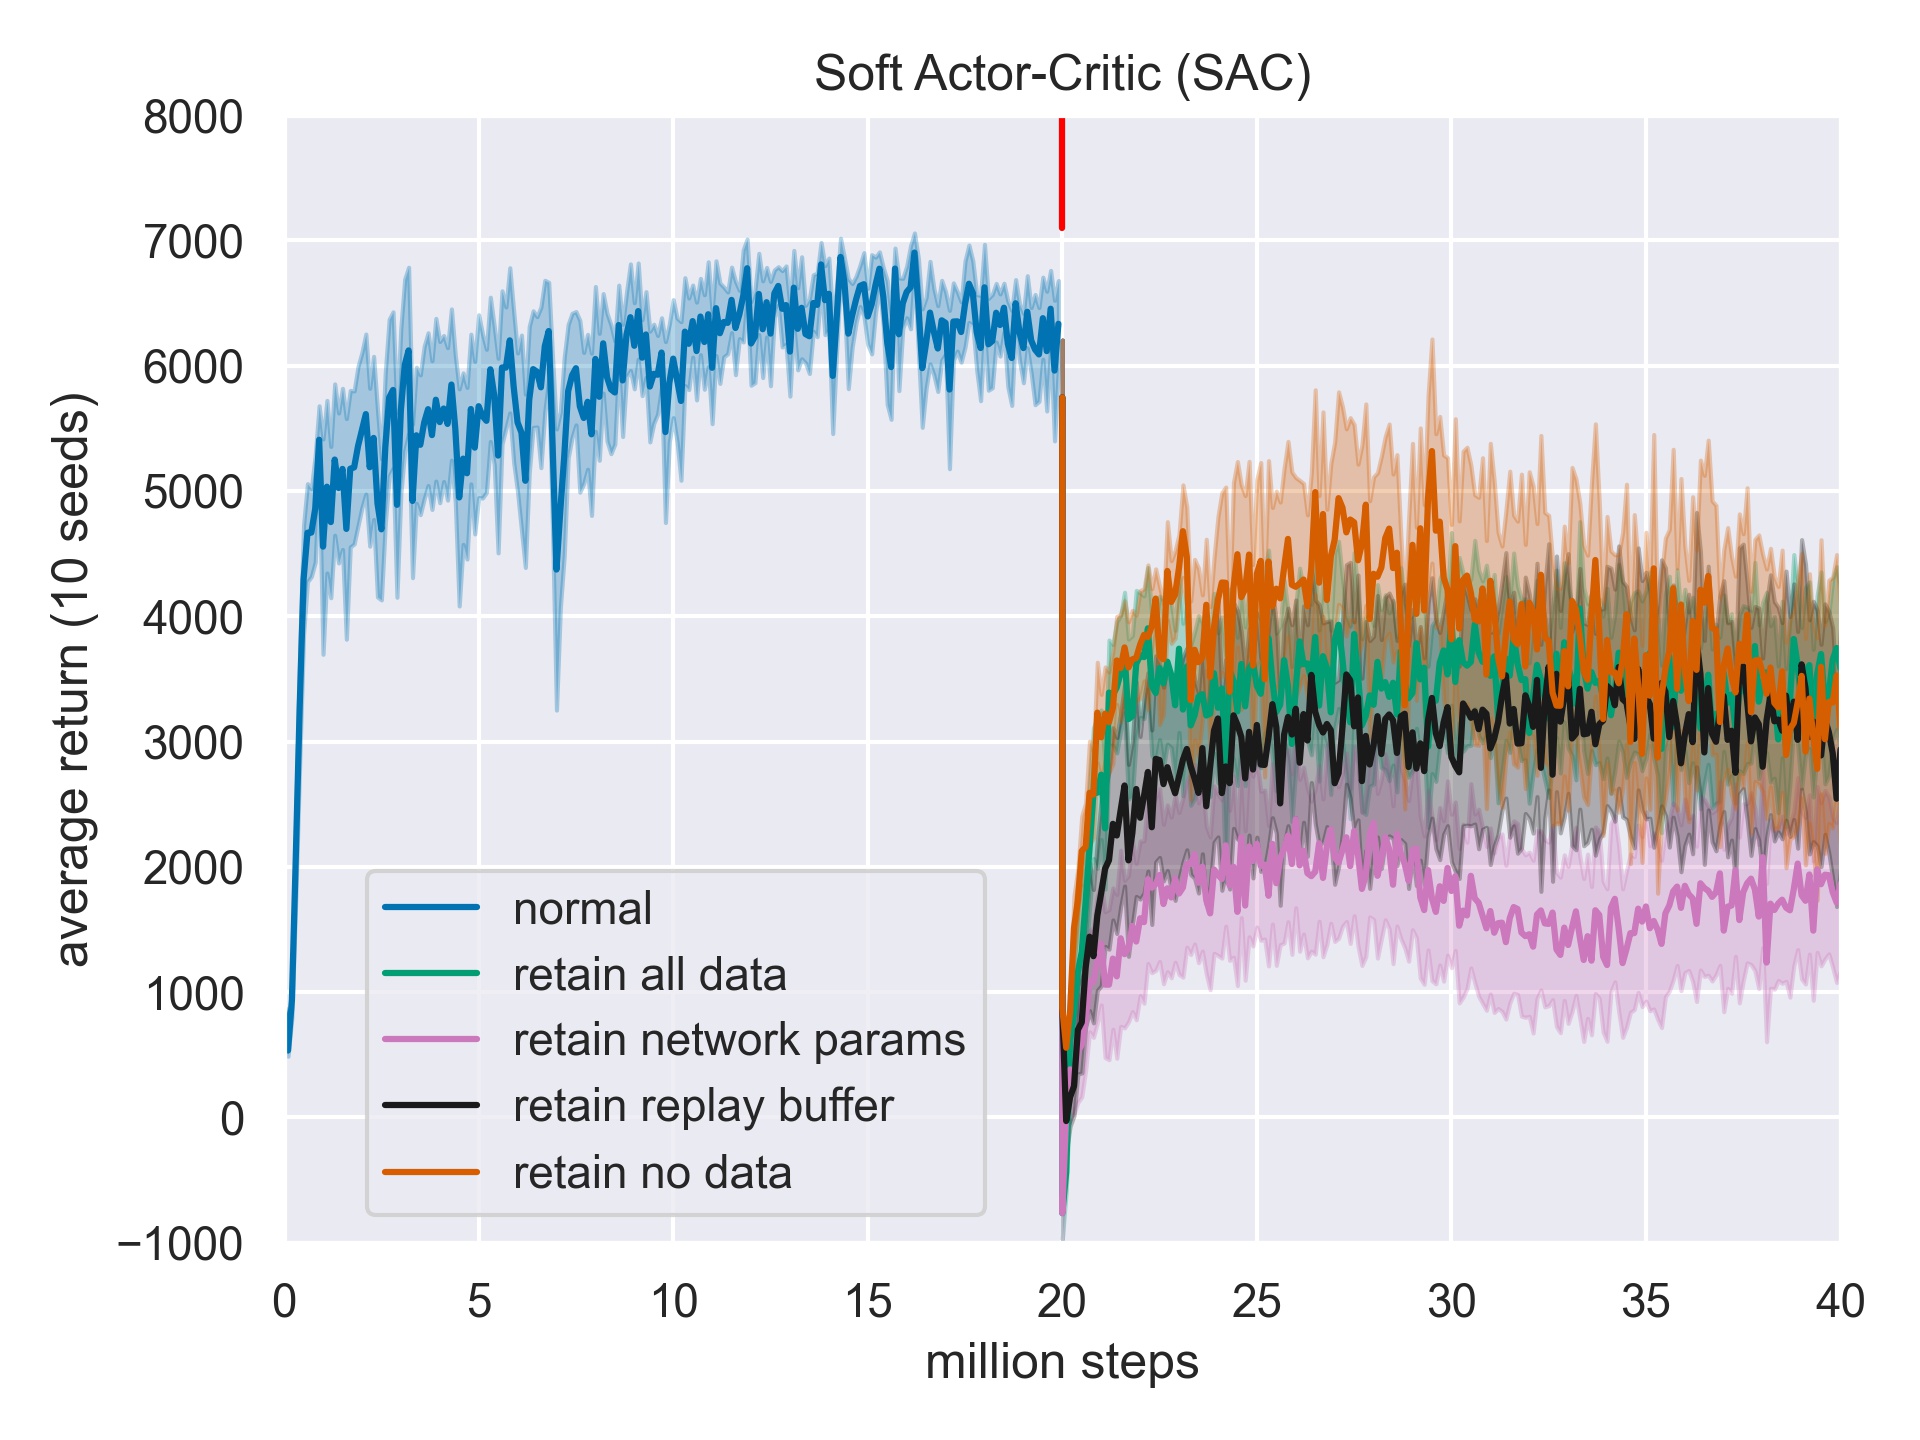 Soft Actor-Critic (SAC)
8000
7000
6000
5000
4000
3000
2000
1000
0
−1000
average return (10 seeds)
normal
retain all data
retain network params
retain replay buffer
retain no data
0 5 10 15 20 25 30 35 40
million steps